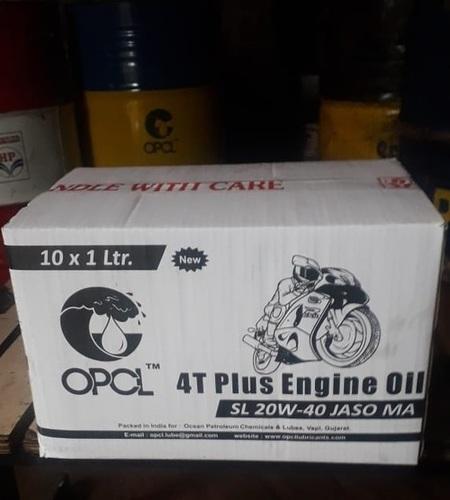 HP
OPCL
NDLE WITH CARE
10 x 1 Ltr.
New
OPCL™
4T Plus Engine Oil
SL 20W-40 JASO MA
Packed in India for : Ocean Petroleum Chemicals & Lubes, Vapi, Gujarat.
E-mail : opcl.lube@gmail.com website : www.opcllubricants.com